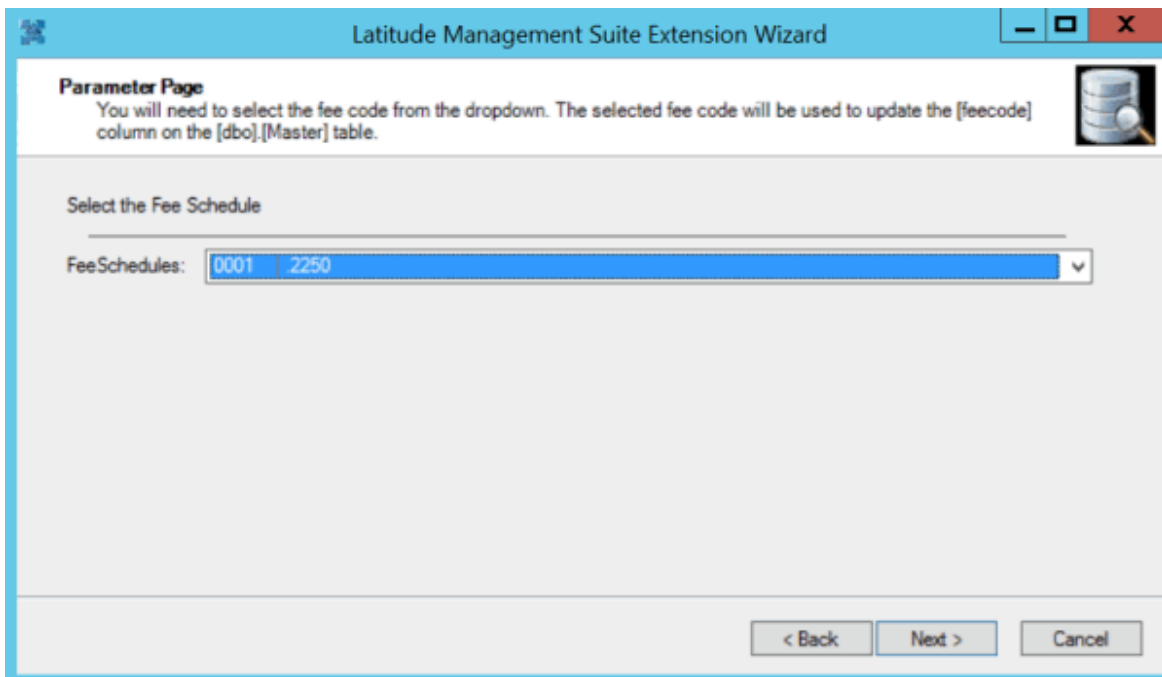 Latitude Management Suite Extension Wizard
Parameter Page
You will need to select the fee code from the dropdown. The selected fee code will be used to update the [feecode]
column on the [dbo].[Master] table.
Select the Fee Schedule
FeeSchedules: 0001 .2250
< Back Next > Cancel